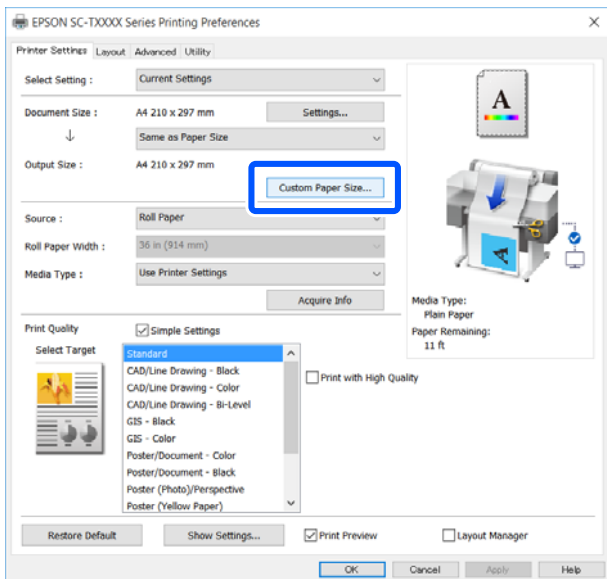 EPSON SC-TXXXX Series Printing Preferences
Printer Settings Layout Advanced Utility
Select Setting : Current Settings
Document Size : A4 210 x 297 mm Settings...
Same as Paper Size
Output Size : A4 210 x 297 mm
Custom Paper Size...
Source : Roll Paper
Roll Paper Width : 36 in (914 mm)
Media Type : Use Printer Settings
Acquire Info
A
Media Type:
Plain Paper
Paper Remaining:
11 ft
Print Quality Simple Settings
Select Target
Standard
CAD/Line Drawing - Black
CAD/Line Drawing - Color
CAD/Line Drawing - Bi-Level
GIS - Black
GIS - Color
Poster/Document - Color
Poster/Document - Black
Poster (Photo)/Perspective
Poster (Yellow Paper)
Print with High Quality
Restore Default Show Settings... Print Preview Layout Manager
OK Cancel Apply Help